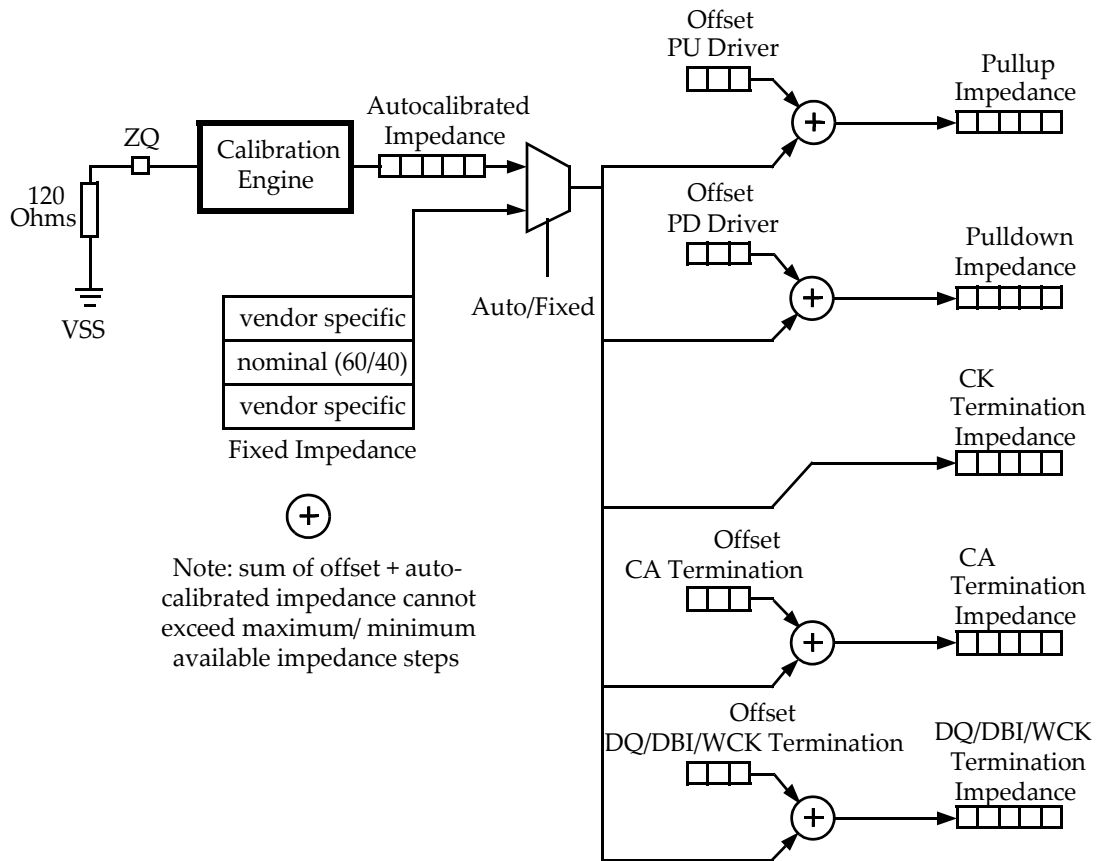 Offset
PU Driver
Pullup
Impedance
Autocalibrated
Impedance
ZQ
Calibration
Engine
120
Ohms
VSS
Offset
PD Driver
Pulldown
Impedance
Auto/Fixed
vendor specific
nominal (60/40)
vendor specific
Fixed Impedance
CK
Termination
Impedance
+
Note: sum of offset + auto-
calibrated impedance cannot
exceed maximum/ minimum
available impedance steps
Offset
CA Termination
CA
Termination
Impedance
Offset
DQ/DBI/WCK Termination
DQ/DBI/WCK
Termination
Impedance
+
+
+
+